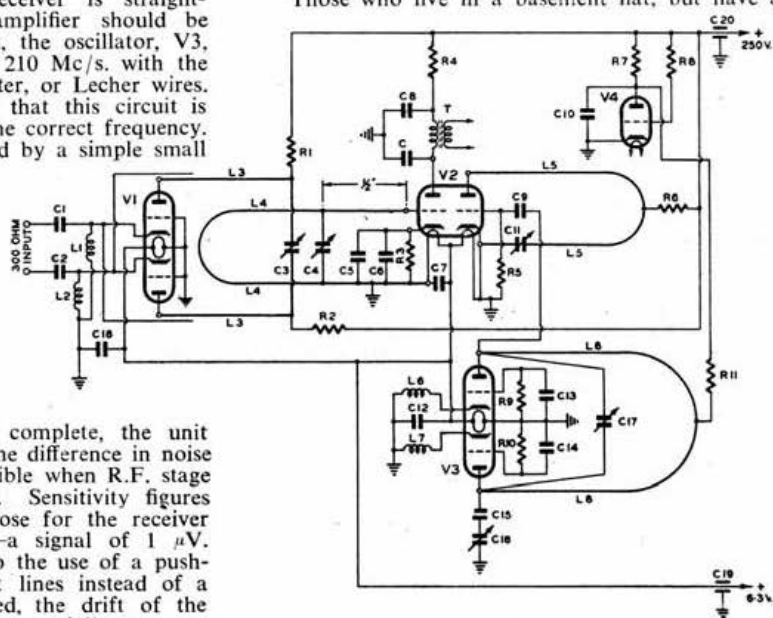 receiver is straight-
amplifier should be
, the oscillator, V3,
210 Mc/s. with the
ter, or Lecher wires.
that this circuit is
he correct frequency.
d by a simple small
Those who live in a basement flat, but have a
C20
+
250V.
R4
R7
R8
C8
T
V4
C10
C
R1
V2
L5
L3
½"
C1
V1
L4
C9
R6
300 OHM
INPUT
L1
C11
C2
C3
C4
C5
C6
R3
L5
L2
L4
C7
R5
L3
R2
C18
L8
R11
L6
C13
R9
C12
C17
R10
L7
C14
V3
L8
C15
C16
C19
+
6·3V.
complete, the unit
he difference in noise
ible when R.F. stage
. Sensitivity figures
ose for the receiver
–a signal of 1 µV.
o the use of a push-
t lines instead of a
ed, the drift of the